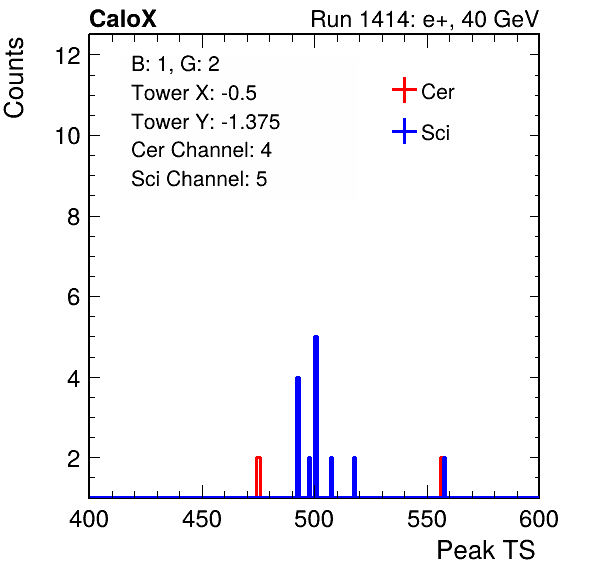 CaloX
Run 1414: e+, 40 GeV
Counts
B: 1, G: 2
Tower X: -0.5
Tower Y: -1.375
Cer Channel: 4
Sci Channel: 5
Cer
Sci
12
10
8
6
4
2
400 450 500 550 600
Peak TS